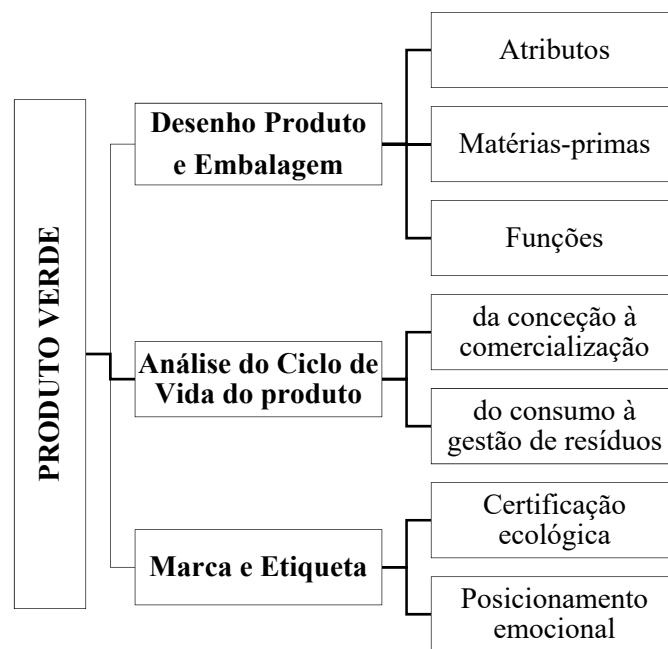 PRODUTO VERDE
Desenho Produto
e Embalagem
Atributos
Matérias-primas
Funções
Análise do Ciclo de
Vida do produto
da conceção à
comercialização
do consumo à
gestão de resíduos
Marca e Etiqueta
Certificação
ecológica
Posicionamento
emocional